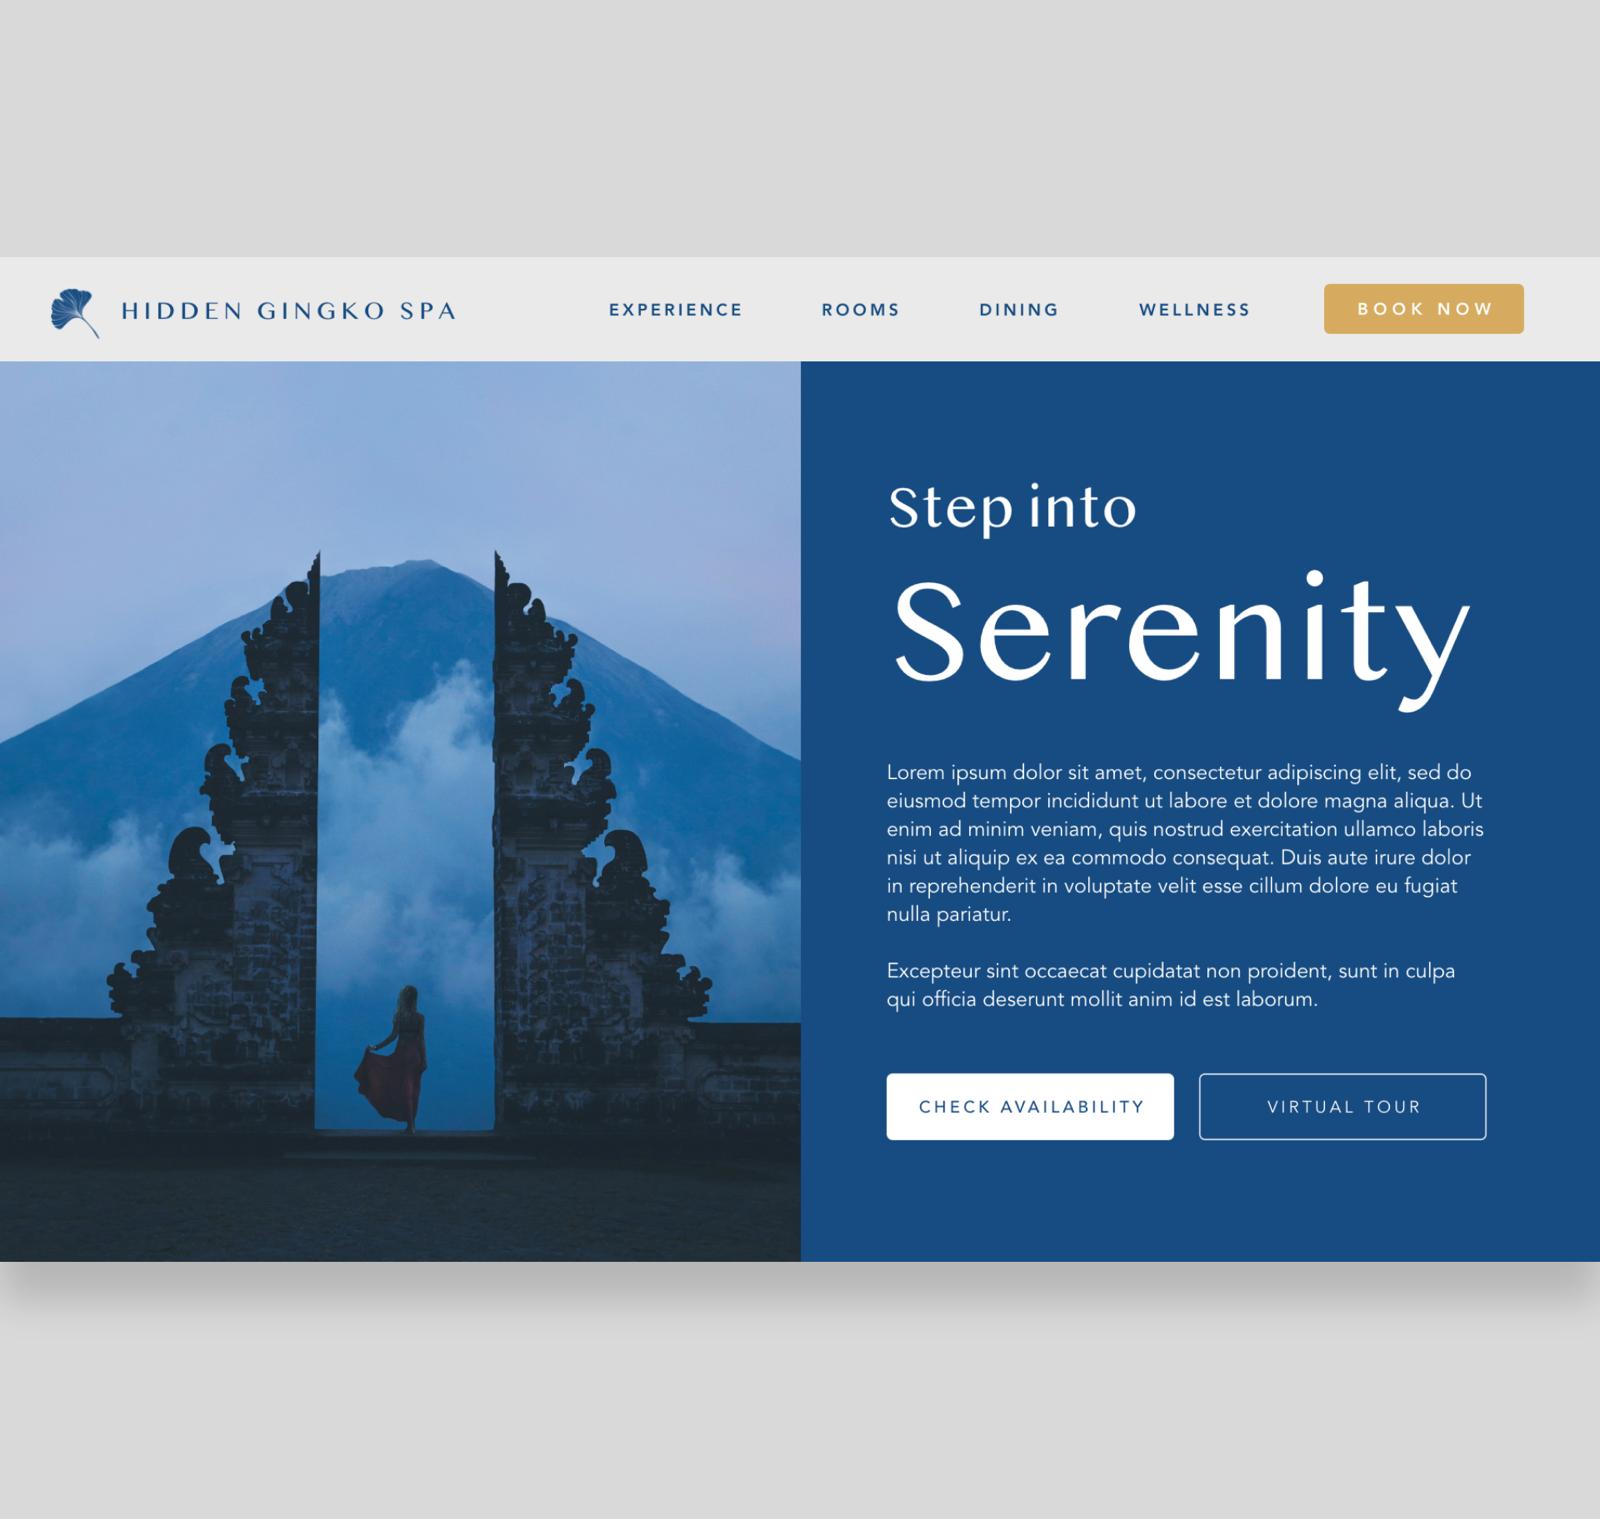 HIDDEN GINGKO SPA
EXPERIENCE
ROOMS
DINING
WELLNESS
BOOK NOW
Step into
Serenity
Lorem ipsum dolor sit amet, consectetur adipiscing elit, sed do
eiusmod tempor incididunt ut labore et dolore magna aliqua. Ut
enim ad minim veniam, quis nostrud exercitation ullamco laboris
nisi ut aliquip ex ea commodo consequat. Duis aute irure dolor
in reprehenderit in voluptate velit esse cillum dolore eu fugiat
nulla pariatur.
Excepteur sint occaecat cupidatat non proident, sunt in culpa
qui officia deserunt mollit anim id est laborum.
CHECK AVAILABILITY
VIRTUAL TOUR